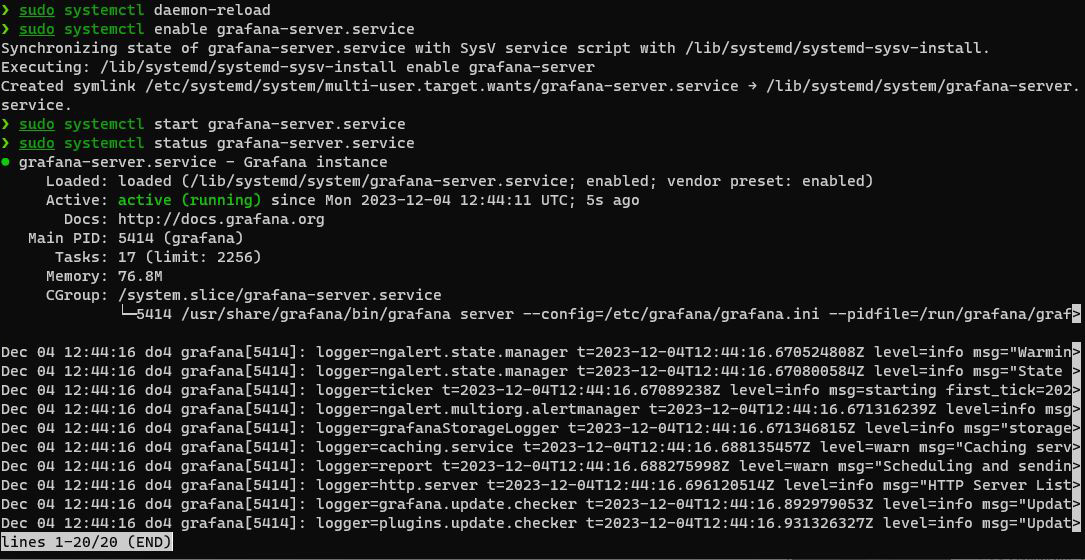 ❯ sudo systemctl daemon-reload
❯ sudo systemctl enable grafana-server.service
Synchronizing state of grafana-server.service with SysV service script with /lib/systemd/systemd-sysv-install.
Executing: /lib/systemd/systemd-sysv-install enable grafana-server
Created symlink /etc/systemd/system/multi-user.target.wants/grafana-server.service → /lib/systemd/system/grafana-server.
service.
❯ sudo systemctl start grafana-server.service
❯ sudo systemctl status grafana-server.service
● grafana-server.service - Grafana instance
     Loaded: loaded (/lib/systemd/system/grafana-server.service; enabled; vendor preset: enabled)
     Active: active (running) since Mon 2023-12-04 12:44:11 UTC; 5s ago
       Docs: http://docs.grafana.org
   Main PID: 5414 (grafana)
      Tasks: 17 (limit: 2256)
     Memory: 76.8M
     CGroup: /system.slice/grafana-server.service
             └─5414 /usr/share/grafana/bin/grafana server --config=/etc/grafana/grafana.ini --pidfile=/run/grafana/graf>
Dec 04 12:44:16 do4 grafana[5414]: logger=ngalert.state.manager t=2023-12-04T12:44:16.670524808Z level=info msg="Warmin>
Dec 04 12:44:16 do4 grafana[5414]: logger=ngalert.state.manager t=2023-12-04T12:44:16.670800584Z level=info msg="State >
Dec 04 12:44:16 do4 grafana[5414]: logger=ticker t=2023-12-04T12:44:16.67089238Z level=info msg=starting first_tick=202>
Dec 04 12:44:16 do4 grafana[5414]: logger=ngalert.multiorg.alertmanager t=2023-12-04T12:44:16.671316239Z level=info msg>
Dec 04 12:44:16 do4 grafana[5414]: logger=grafanaStorageLogger t=2023-12-04T12:44:16.671346815Z level=info msg="storage>
Dec 04 12:44:16 do4 grafana[5414]: logger=caching.service t=2023-12-04T12:44:16.688135457Z level=warn msg="Caching serv>
Dec 04 12:44:16 do4 grafana[5414]: logger=report t=2023-12-04T12:44:16.688275998Z level=warn msg="Scheduling and sendin>
Dec 04 12:44:16 do4 grafana[5414]: logger=http.server t=2023-12-04T12:44:16.696120514Z level=info msg="HTTP Server List>
Dec 04 12:44:16 do4 grafana[5414]: logger=grafana.update.checker t=2023-12-04T12:44:16.892979053Z level=info msg="Updat>
Dec 04 12:44:16 do4 grafana[5414]: logger=plugins.update.checker t=2023-12-04T12:44:16.931326327Z level=info msg="Updat>
lines 1-20/20 (END)